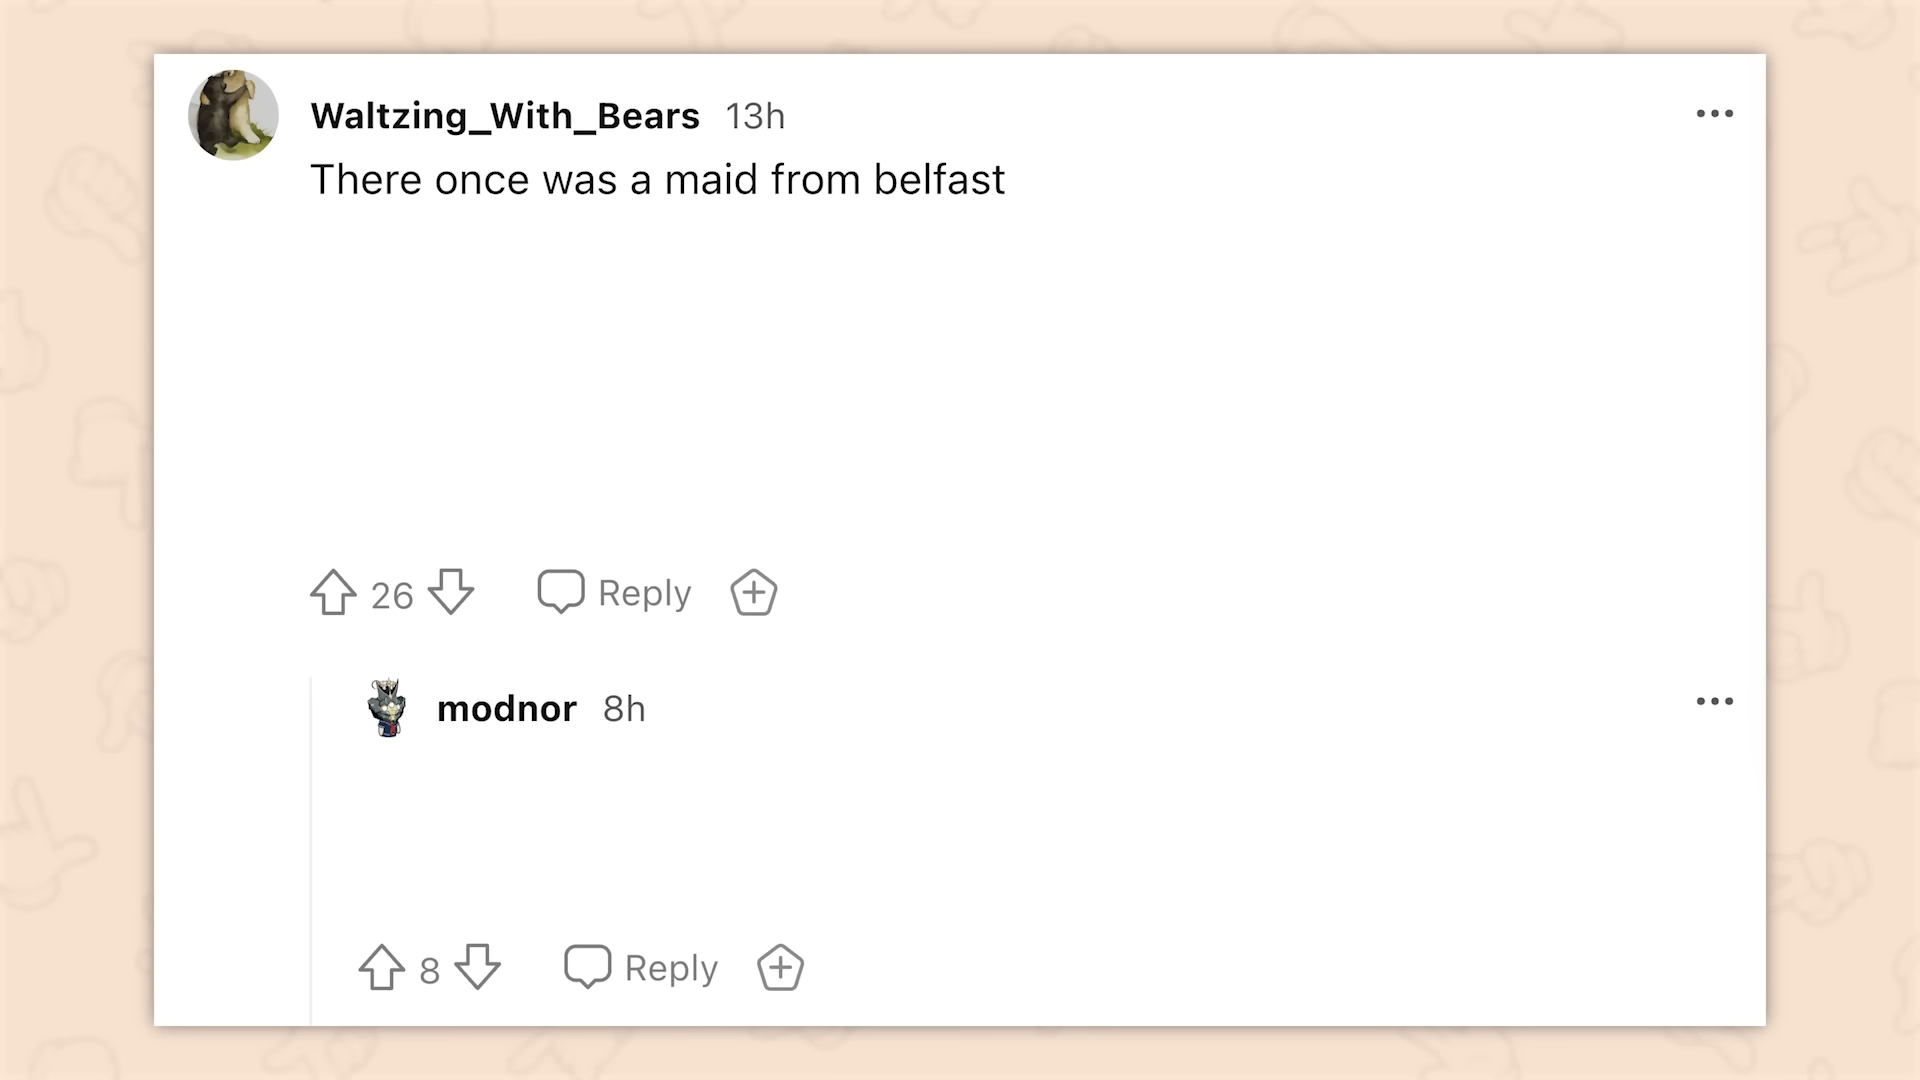 Waltzing_With_Bears 13h
There once was a maid from belfast
26 Reply
modnor 8h
8 Reply